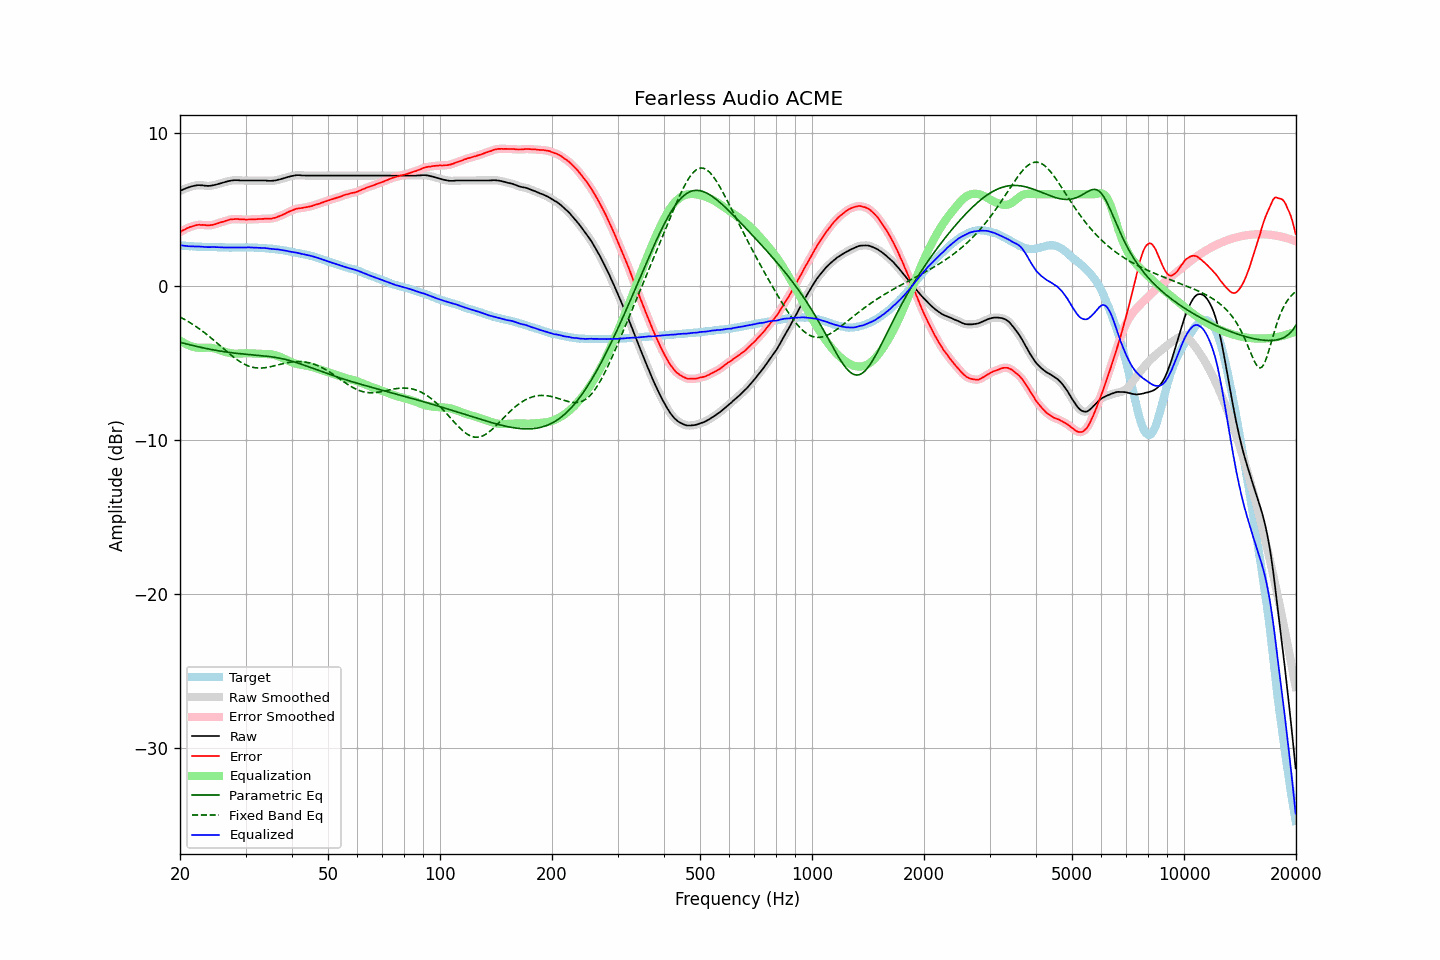 Fearless Audio ACME
10
0
−10
−20
−30
Amplitude (dBr)
Target
Raw Smoothed
Error Smoothed
Raw
Error
Equalization
Parametric Eq
Fixed Band Eq
Equalized
20 50 100 200 500 1000 2000 5000 10000 20000
Frequency (Hz)